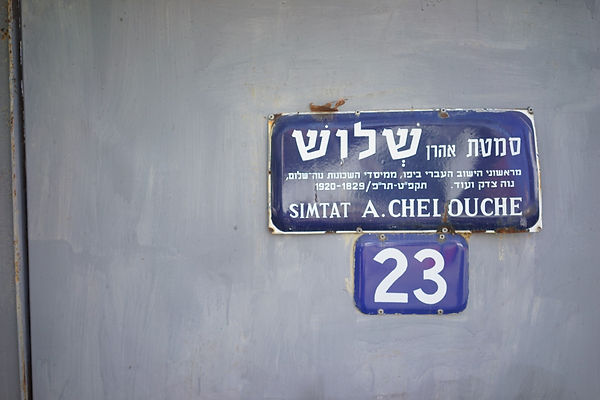 סמטת אהרן שְׁלוּשׁ
מראשוני הישוב העברי ביפו, ממיסדי השכונות נוה־שלום,
נוה צדק ועוד. תקפ״ט-תר״פ/1920-1829
SIMTAT A. CHELOUCHE
23